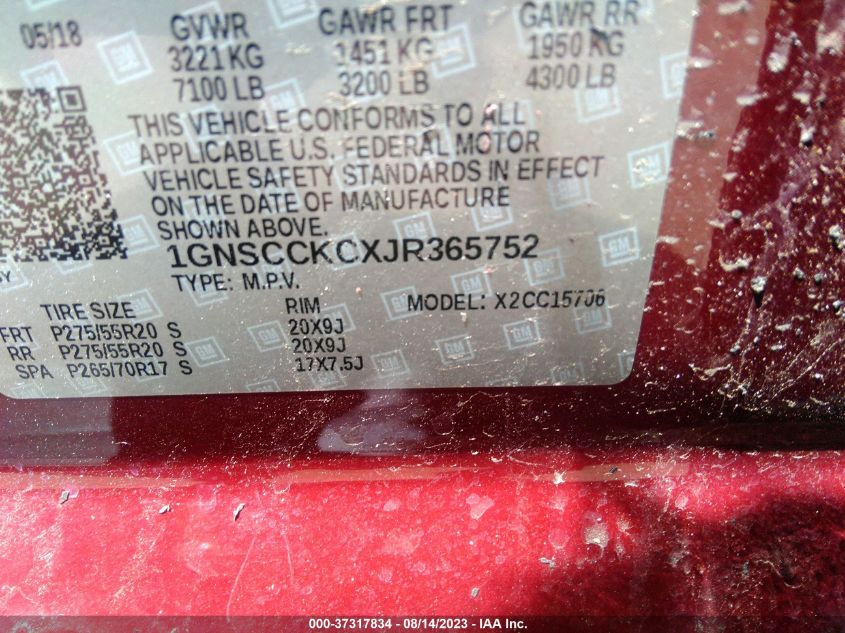 05/18 GVWR GAWR FRT GAWR RR
3221 KG 1451 KG 1950 KG
7100 LB 3200 LB 4300 LB
THIS VEHICLE CONFORMS TO ALL
APPLICABLE U.S. FEDERAL MOTOR
VEHICLE SAFETY STANDARDS IN EFFECT
ON THE DATE OF MANUFACTURE
SHOWN ABOVE.
1GNSCCKCXJR365752
TYPE: M.P.V.
TIRE SIZE RIM MODEL: X2CC15706
FRT P275/55R20 S 20X9J
RR P275/55R20 S 20X9J
SPA P265/70R17 S 17X7.5J
000-37317834 - 08/14/2023 - IAA Inc.